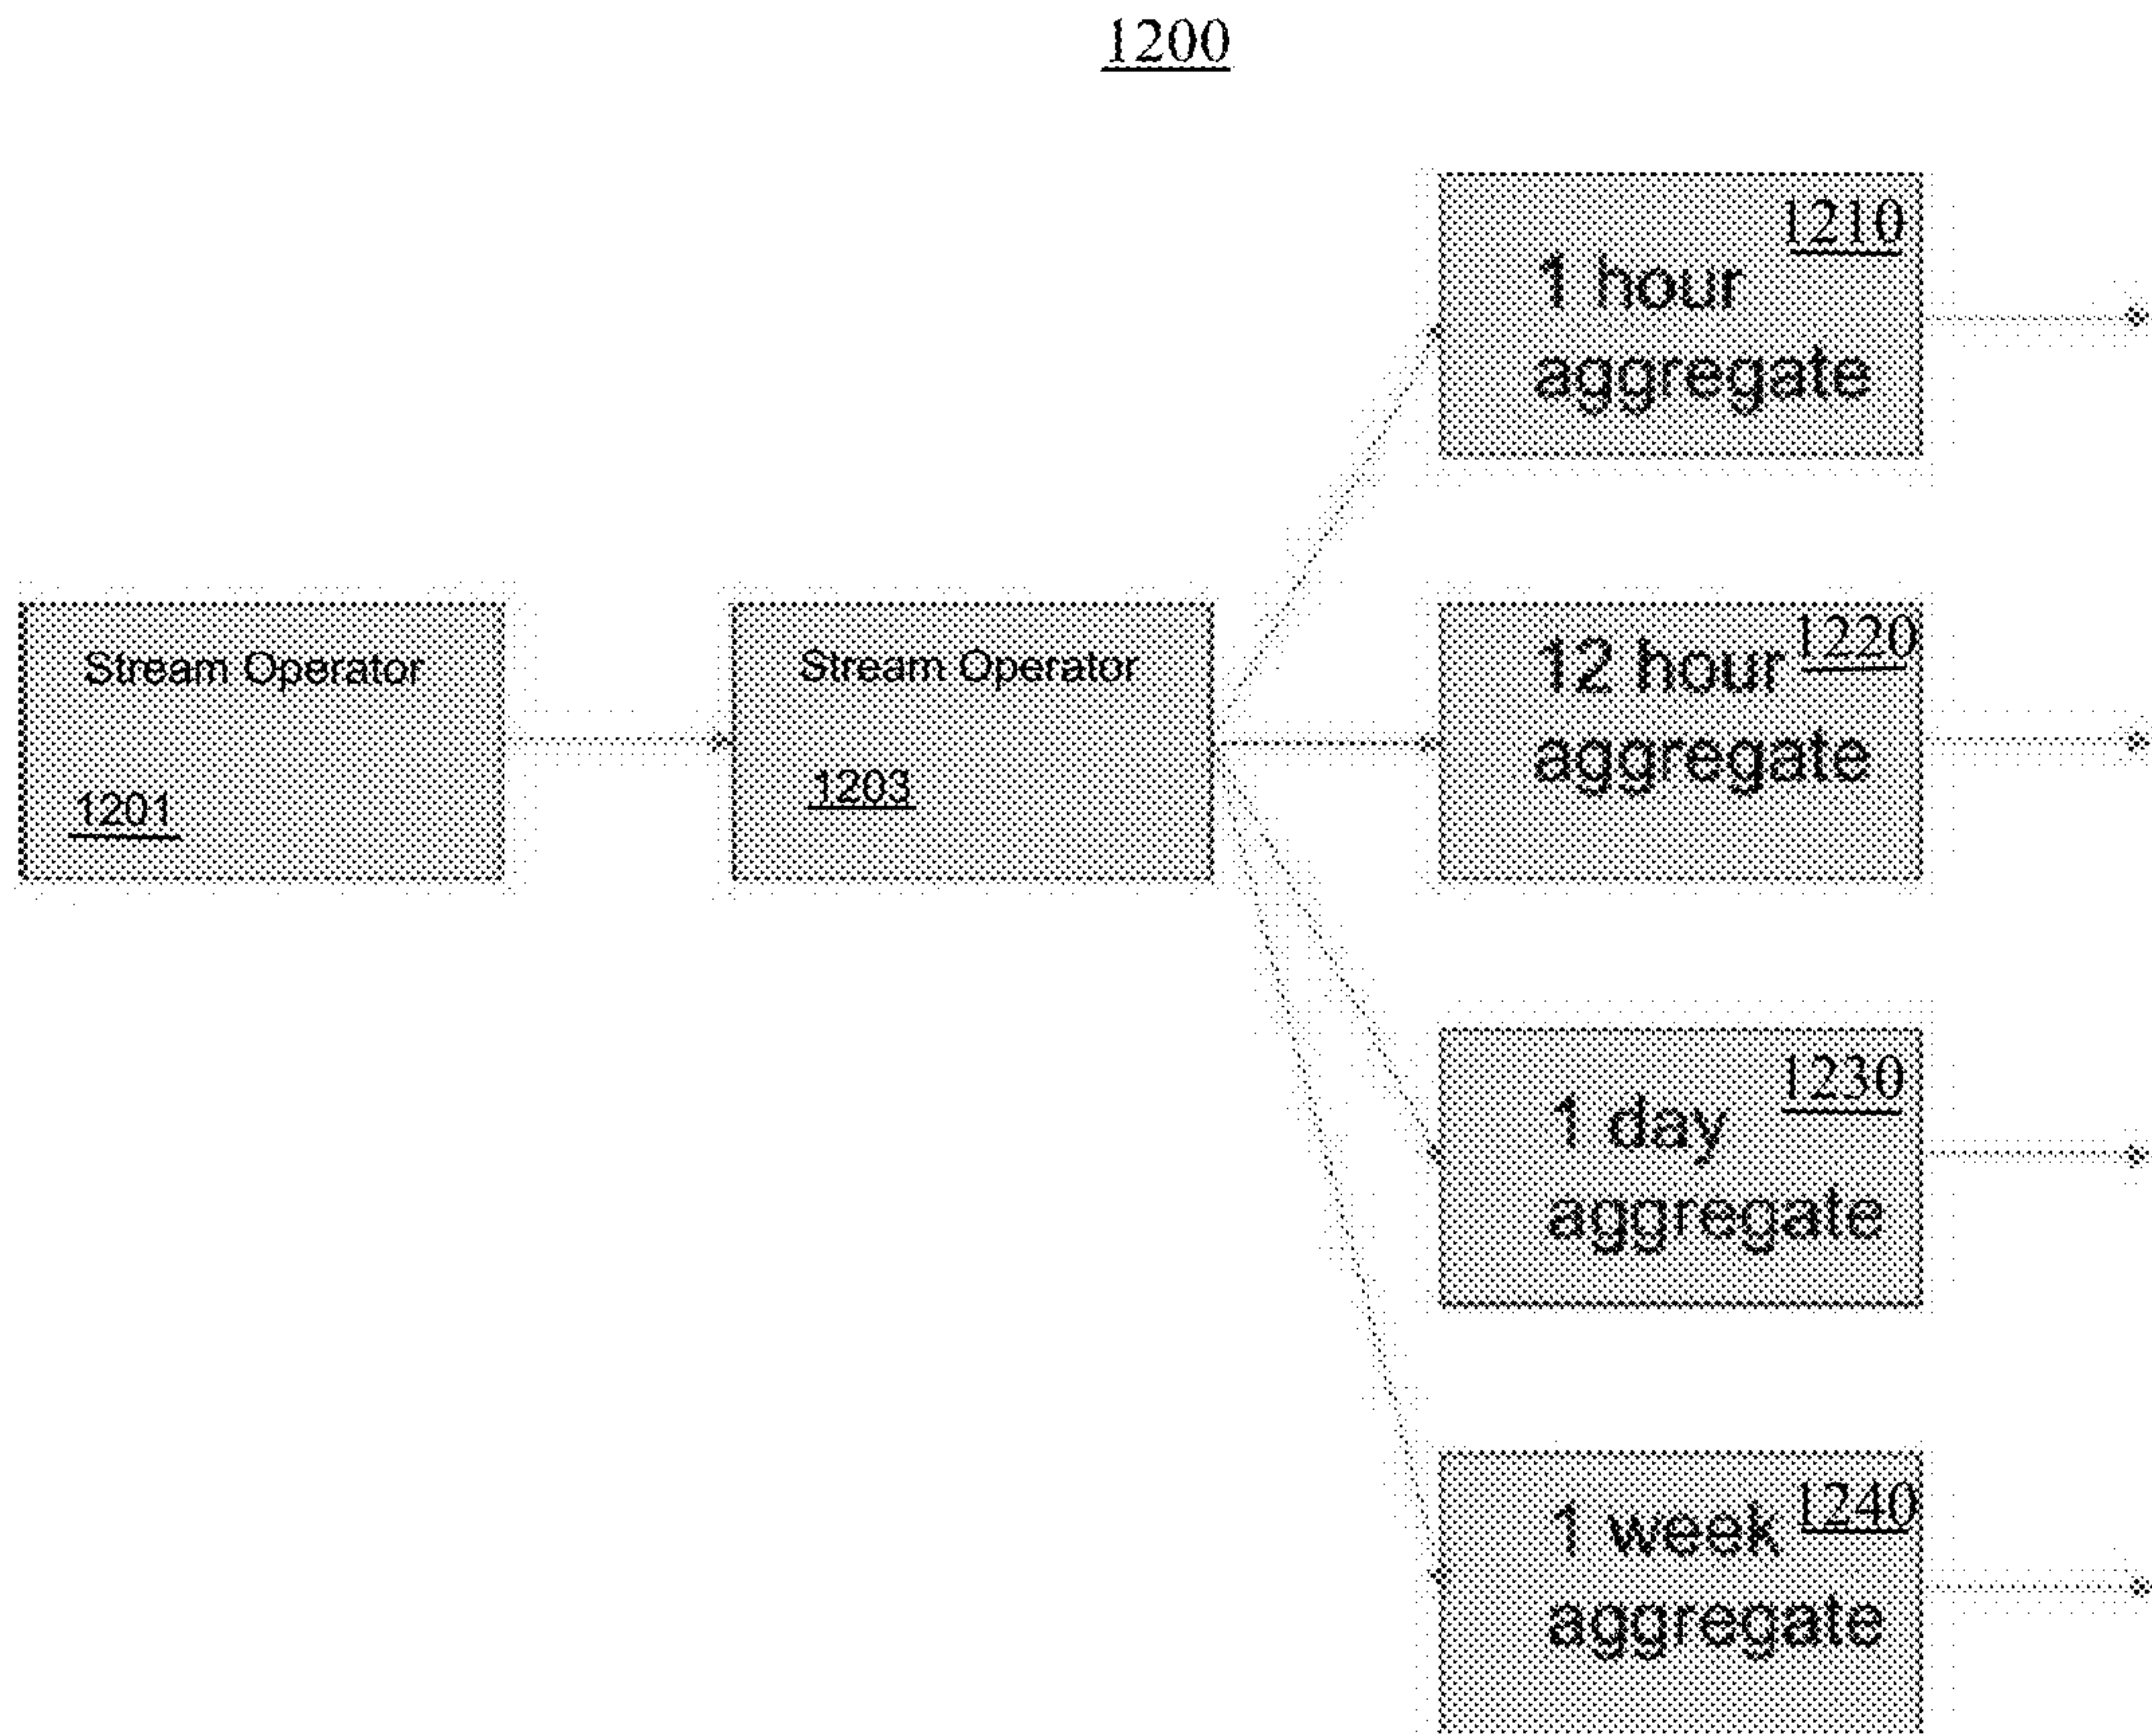 1200
1210
1 hour
aggregate
Stream Operator
1201
Stream Operator
1203
12 hour 1220
aggregate
1230
1 day
aggregate
1 week 1240
aggregate